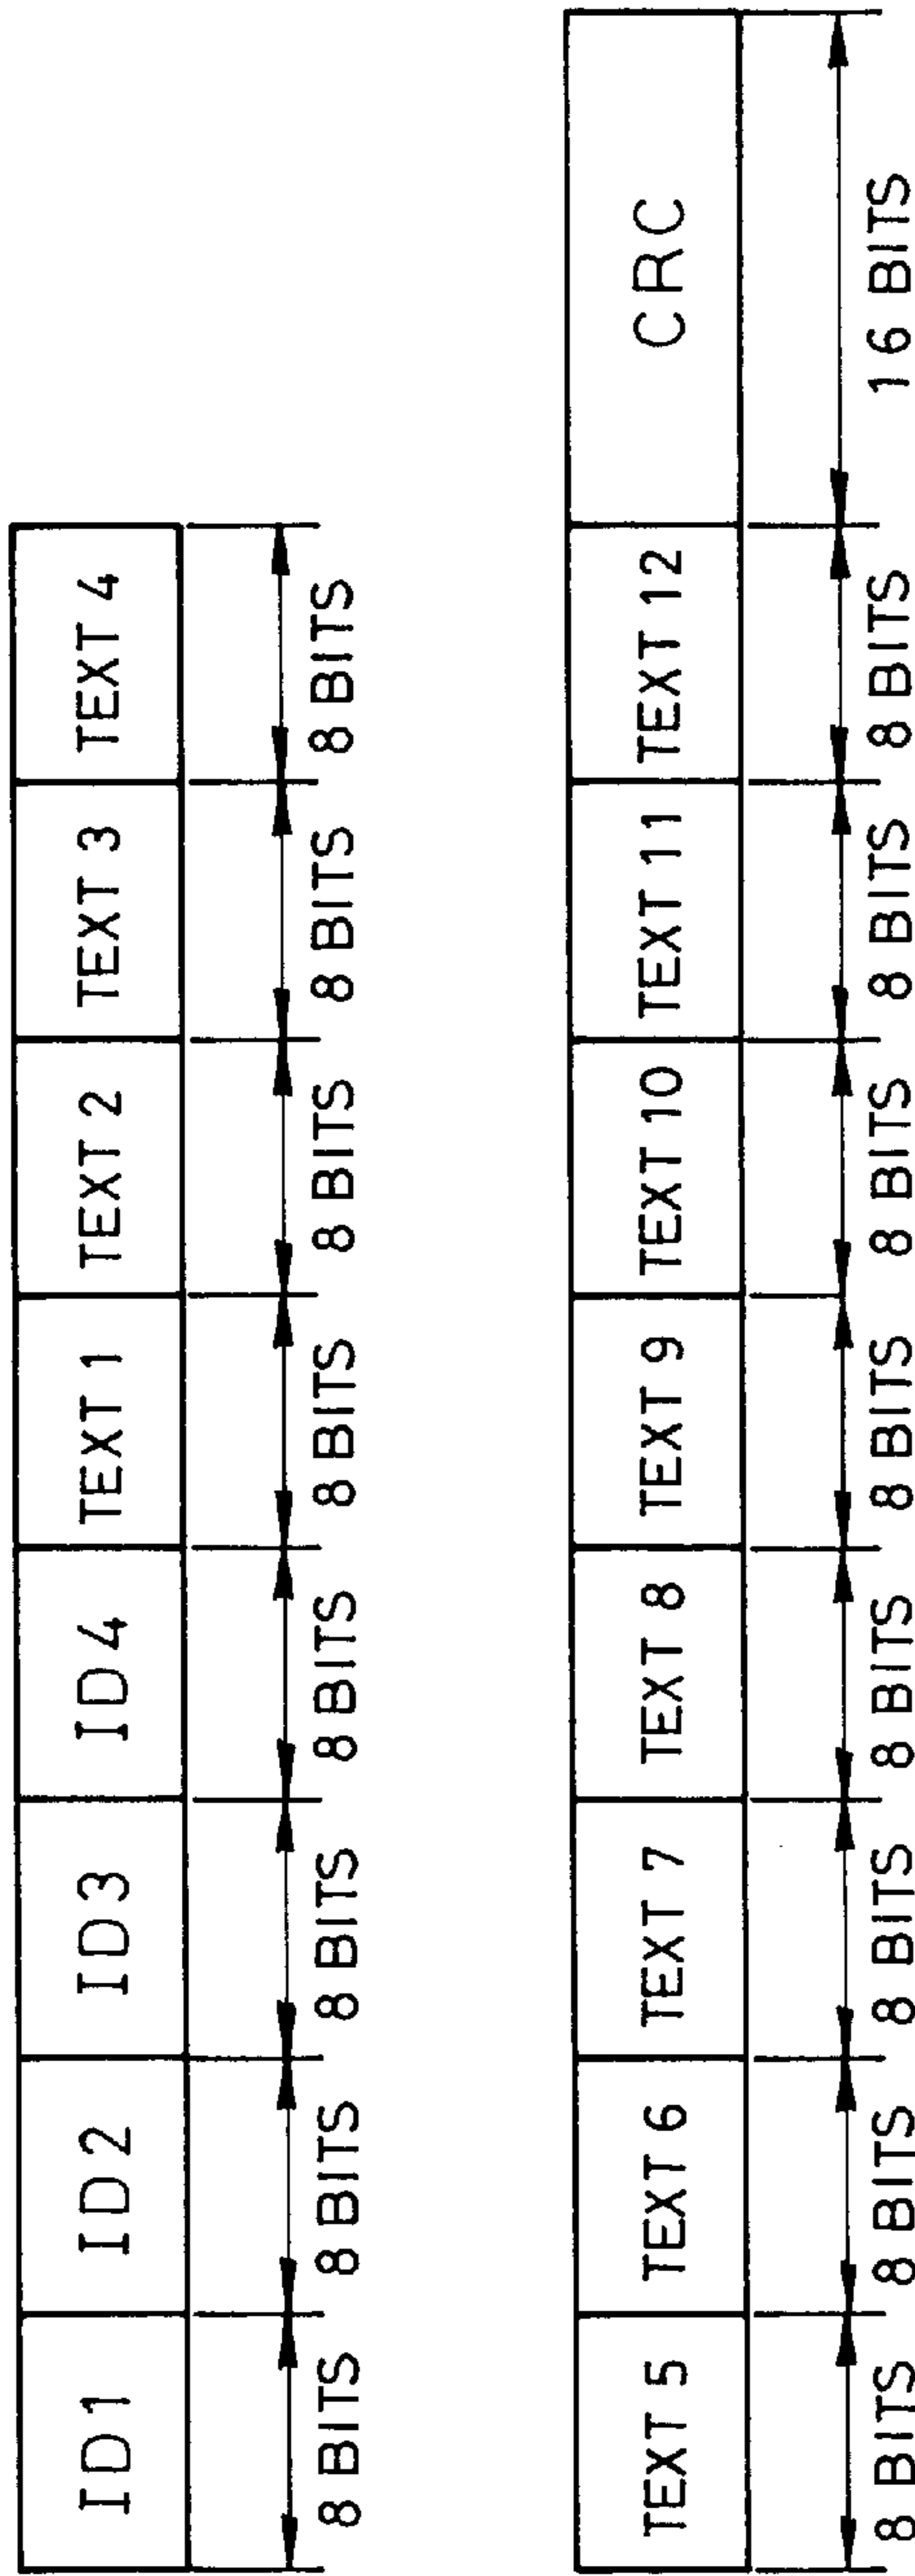 ID1 ID2 ID3 ID4 TEXT 1 TEXT 2 TEXT 3 TEXT 4
8 BITS 8 BITS 8 BITS 8 BITS 8 BITS 8 BITS 8 BITS 8 BITS
TEXT 5 TEXT 6 TEXT 7 TEXT 8 TEXT 9 TEXT 10 TEXT 11 TEXT 12 CRC
8 BITS 8 BITS 8 BITS 8 BITS 8 BITS 8 BITS 8 BITS 8 BITS 16 BITS